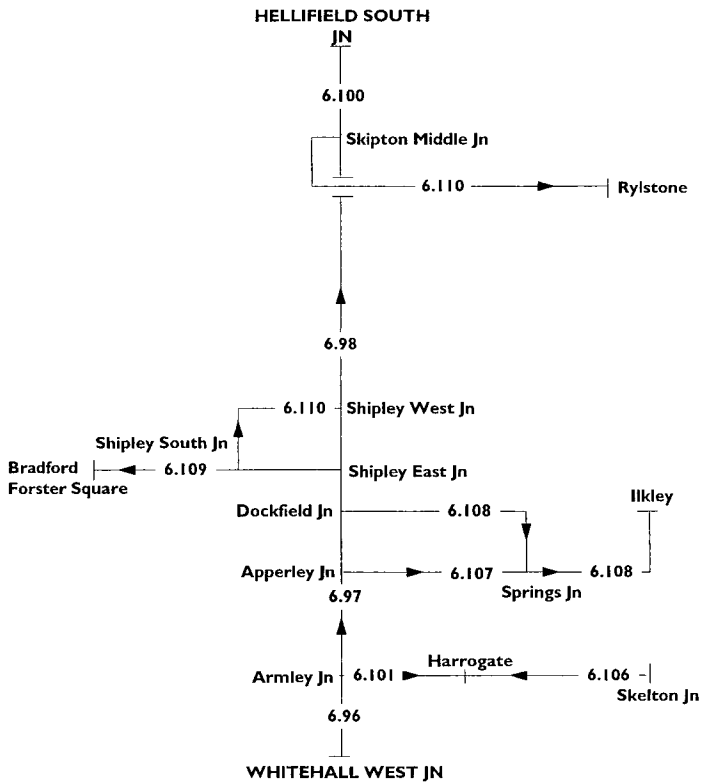 HELLIFIELD SOUTH
JN
6.100
Skipton Middle Jn
6.110
Rylstone
6.98
6.110
Shipley West Jn
Shipley South Jn
Bradford
Forster Square
6.109
Shipley East Jn
Ilkley
Dockfield Jn
6.108
Apperley Jn
6.107
6.108
Springs Jn
6.97
Harrogate
Armley Jn
6.101
6.106
Skelton Jn
6.96
WHITEHALL WEST JN